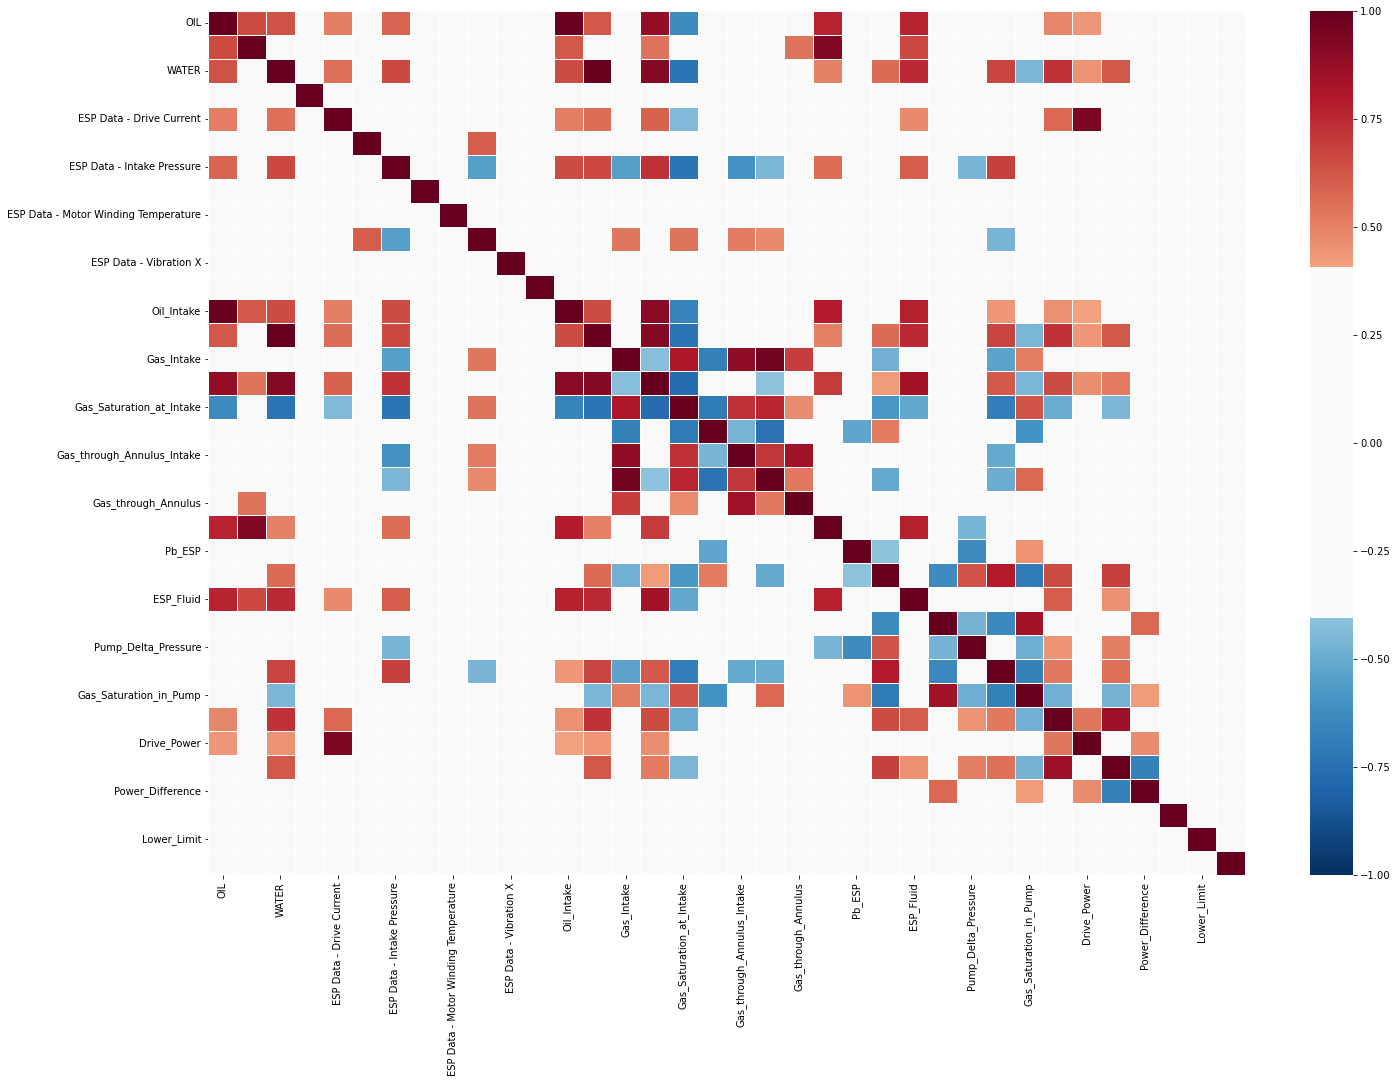 OIL
WATER
ESP Data - Drive Current
ESP Data - Intake Pressure
ESP Data - Motor Winding Temperature
ESP Data - Vibration X
Oil_Intake
Gas_Intake
Gas_Saturation_at_Intake
Gas_through_Annulus_Intake
Gas_through_Annulus
Pb_ESP
ESP_Fluid
Pump_Delta_Pressure
Gas_Saturation_in_Pump
Drive_Power
Power_Difference
Lower_Limit
OIL
WATER
ESP Data - Drive Current
ESP Data - Intake Pressure
ESP Data - Motor Winding Temperature
ESP Data - Vibration X
Oil_Intake
Gas_Intake
Gas_Saturation_at_Intake
Gas_through_Annulus_Intake
Gas_through_Annulus
Pb_ESP
ESP_Fluid
Pump_Delta_Pressure
Gas_Saturation_in_Pump
Drive_Power
Power_Difference
Lower_Limit
1.00
0.75
0.50
0.25
0.00
−0.25
−0.50
−0.75
−1.00